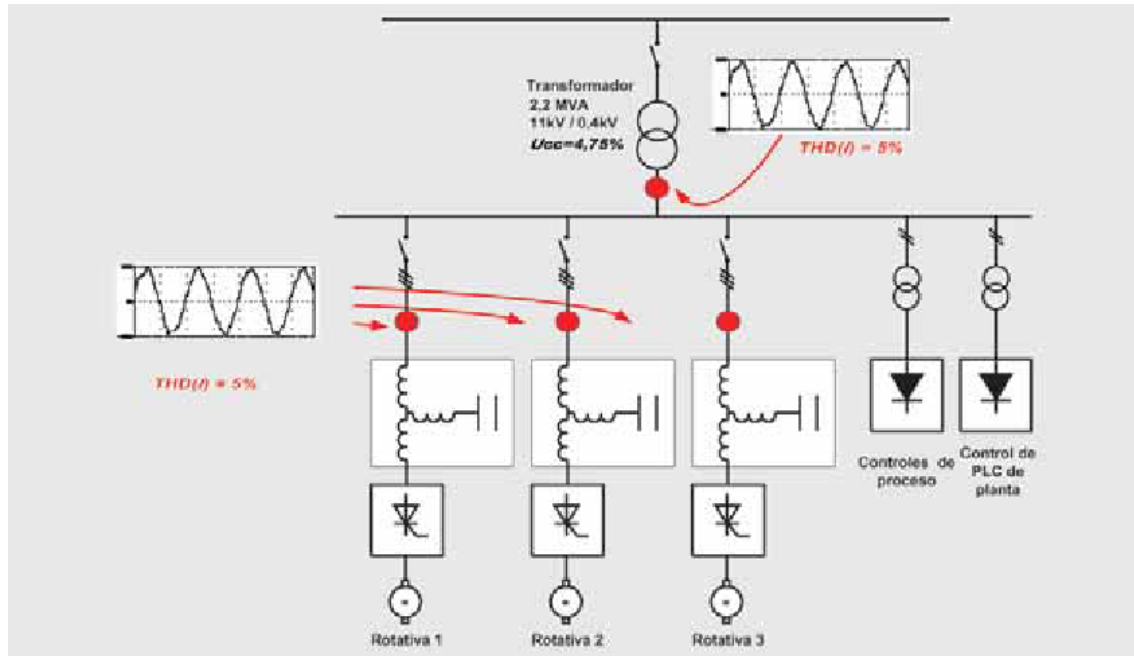 Transformador
2,2 MVA
11kV / 0,4kV
Ucc=4,75%
THD(I) = 5%
THD(I) = 5%
Controles de
proceso
Control de
PLC de
planta
Rotativa 1
Rotativa 2
Rotativa 3